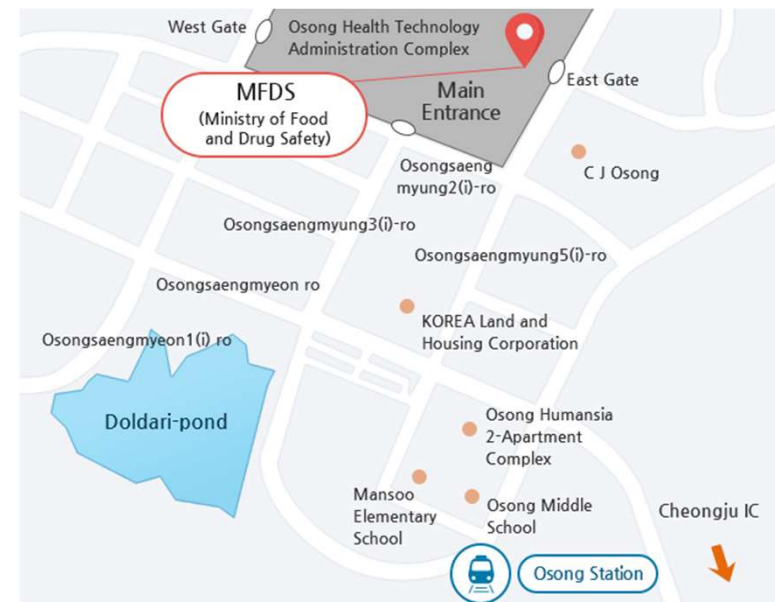 West Gate
Osong Health Technology
Administration Complex
MFDS
(Ministry of Food
and Drug Safety)
Main
Entrance
East Gate
C J Osong
Osongsaeng
myung2(i)-ro
Osongsaengmyung3(i)-ro
Osongsaengmyung5(i)-ro
Osongsaengmyeon ro
KOREA Land and
Housing Corporation
Osongsaengmyeon1(i) ro
Doldari-pond
Osong Humansia
2-Apartment
Complex
Mansoo
Elementary
School
Osong Middle
School
Cheongju IC
Osong Station